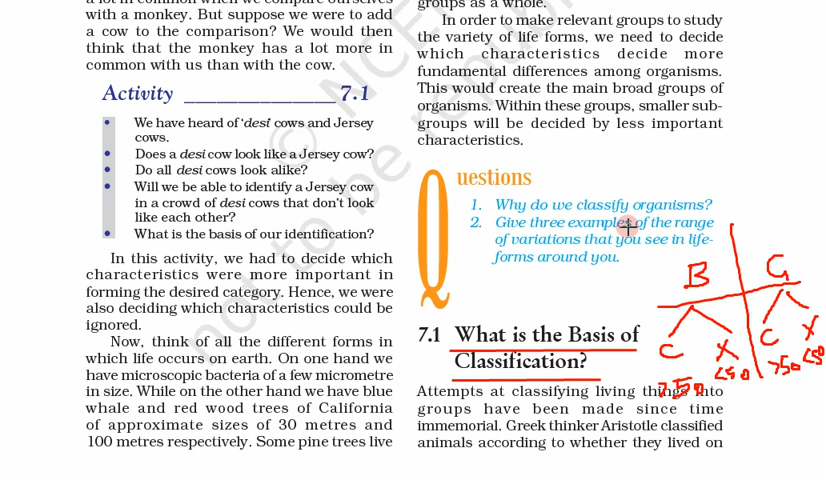 a lot in common when we compare ourselves
with a monkey. But suppose we were to add
a cow to the comparison? We would then
think that the monkey has a lot more in
common with us than with the cow.
Activity ________________ 7.1
• We have heard of 'desi' cows and Jersey
cows.
• Does a desi cow look like a Jersey cow?
• Do all desi cows look alike?
• Will we be able to identify a Jersey cow
in a crowd of desi cows that don't look
like each other?
• What is the basis of our identification?
In this activity, we had to decide which
characteristics were more important in
forming the desired category. Hence, we were
also deciding which characteristics could be
ignored.
Now, think of all the different forms in
which life occurs on earth. On one hand we
have microscopic bacteria of a few micrometre
in size. While on the other hand we have blue
whale and red wood trees of California
of approximate sizes of 30 metres and
100 metres respectively. Some pine trees live
groups as a whole.
In order to make relevant groups to study
the variety of life forms, we need to decide
which characteristics decide more
fundamental differences among organisms.
This would create the main broad groups of
organisms. Within these groups, smaller sub-
groups will be decided by less important
characteristics.
Questions
1. Why do we classify organisms?
2. Give three examples of the range
of variations that you see in life-
forms around you.
B G
C X C X
>50 <50 >50 <50
7.1 What is the Basis of
Classification?
Attempts at classifying living things into
groups have been made since time
immemorial. Greek thinker Aristotle classified
animals according to whether they lived on